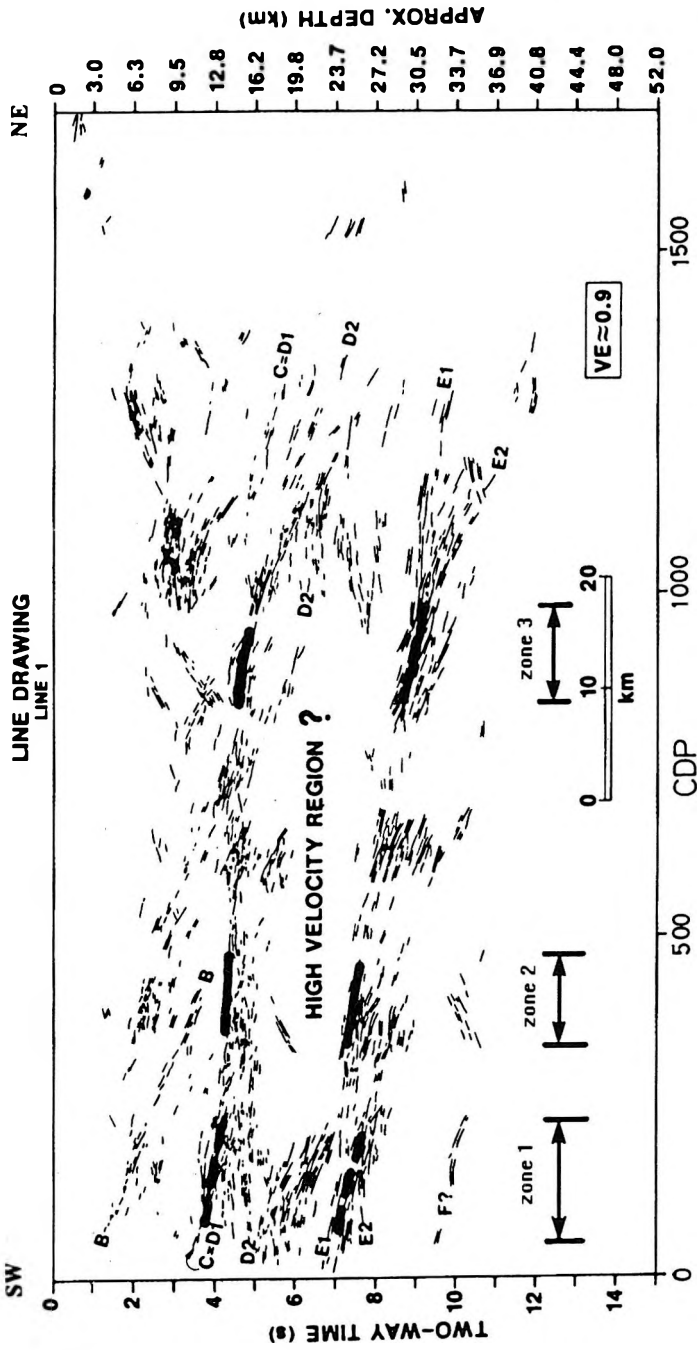 LINE DRAWING
LINE 1
SW
NE
TWO-WAY TIME (s)
0
2
4
6
8
10
12
14
APPROX. DEPTH (km)
0
3.0
6.3
9.5
12.8
16.2
19.8
23.7
27.2
30.5
33.7
36.9
40.8
44.4
48.0
52.0
B
B
C=D1
D2
E1
E2
F?
HIGH VELOCITY REGION ?
D2
C=D1
D2
E1
E2
zone 1
zone 2
zone 3
0 10 20
km
VE≈0.9
0 500 1000 1500
CDP